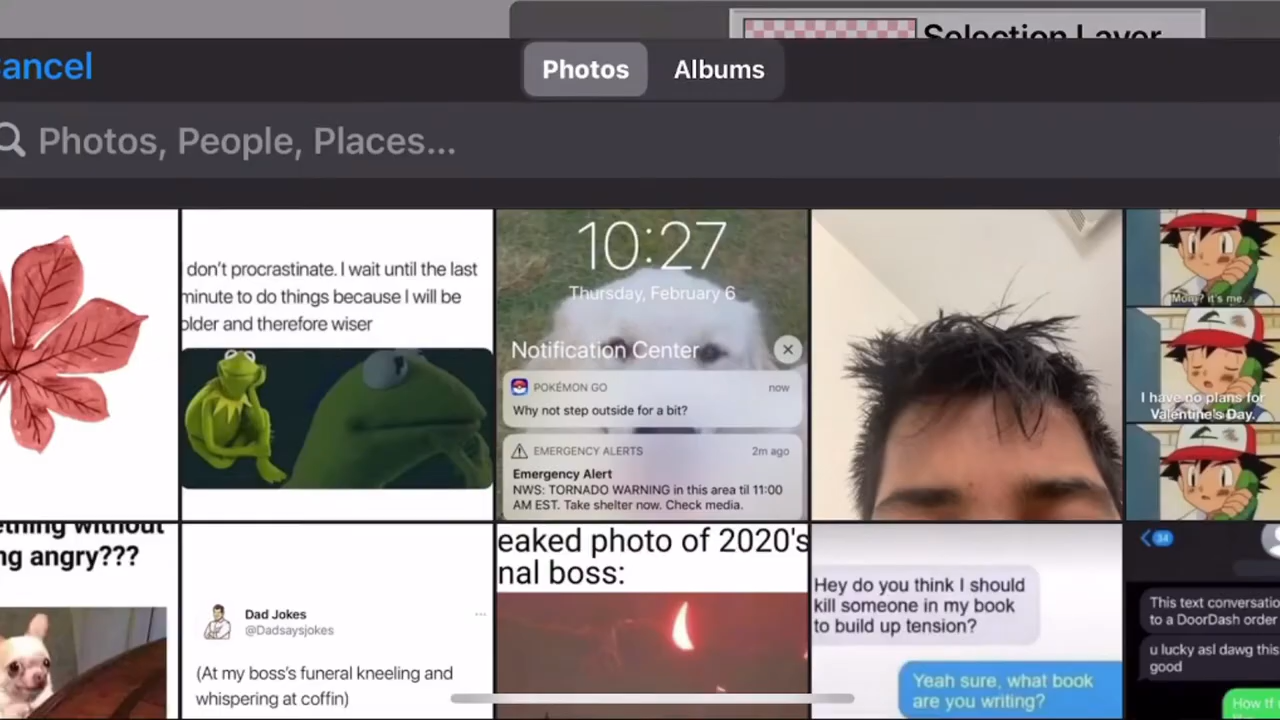 Selection Layer
ancel
Photos
Albums
Photos, People, Places...
don't procrastinate. I wait until the last
minute to do things because I will be
older and therefore wiser
10:27
Thursday, February 6
Notification Center
POKÉMON GO
now
Why not step outside for a bit?
EMERGENCY ALERTS
2m ago
Emergency Alert
NWS: TORNADO WARNING in this area til 11:00
AM EST. Take shelter now. Check media.
Mom? it's me.
I have no plans for
Valentine's Day.
ething without
ng angry???
Dad Jokes
@Dadsaysjokes
(At my boss's funeral kneeling and
whispering at coffin)
eaked photo of 2020's
nal boss:
Hey do you think I should
kill someone in my book
to build up tension?
Yeah sure, what book
are you writing?
34
This text conversatio
to a DoorDash order
u lucky asl dawg this
good
How tf